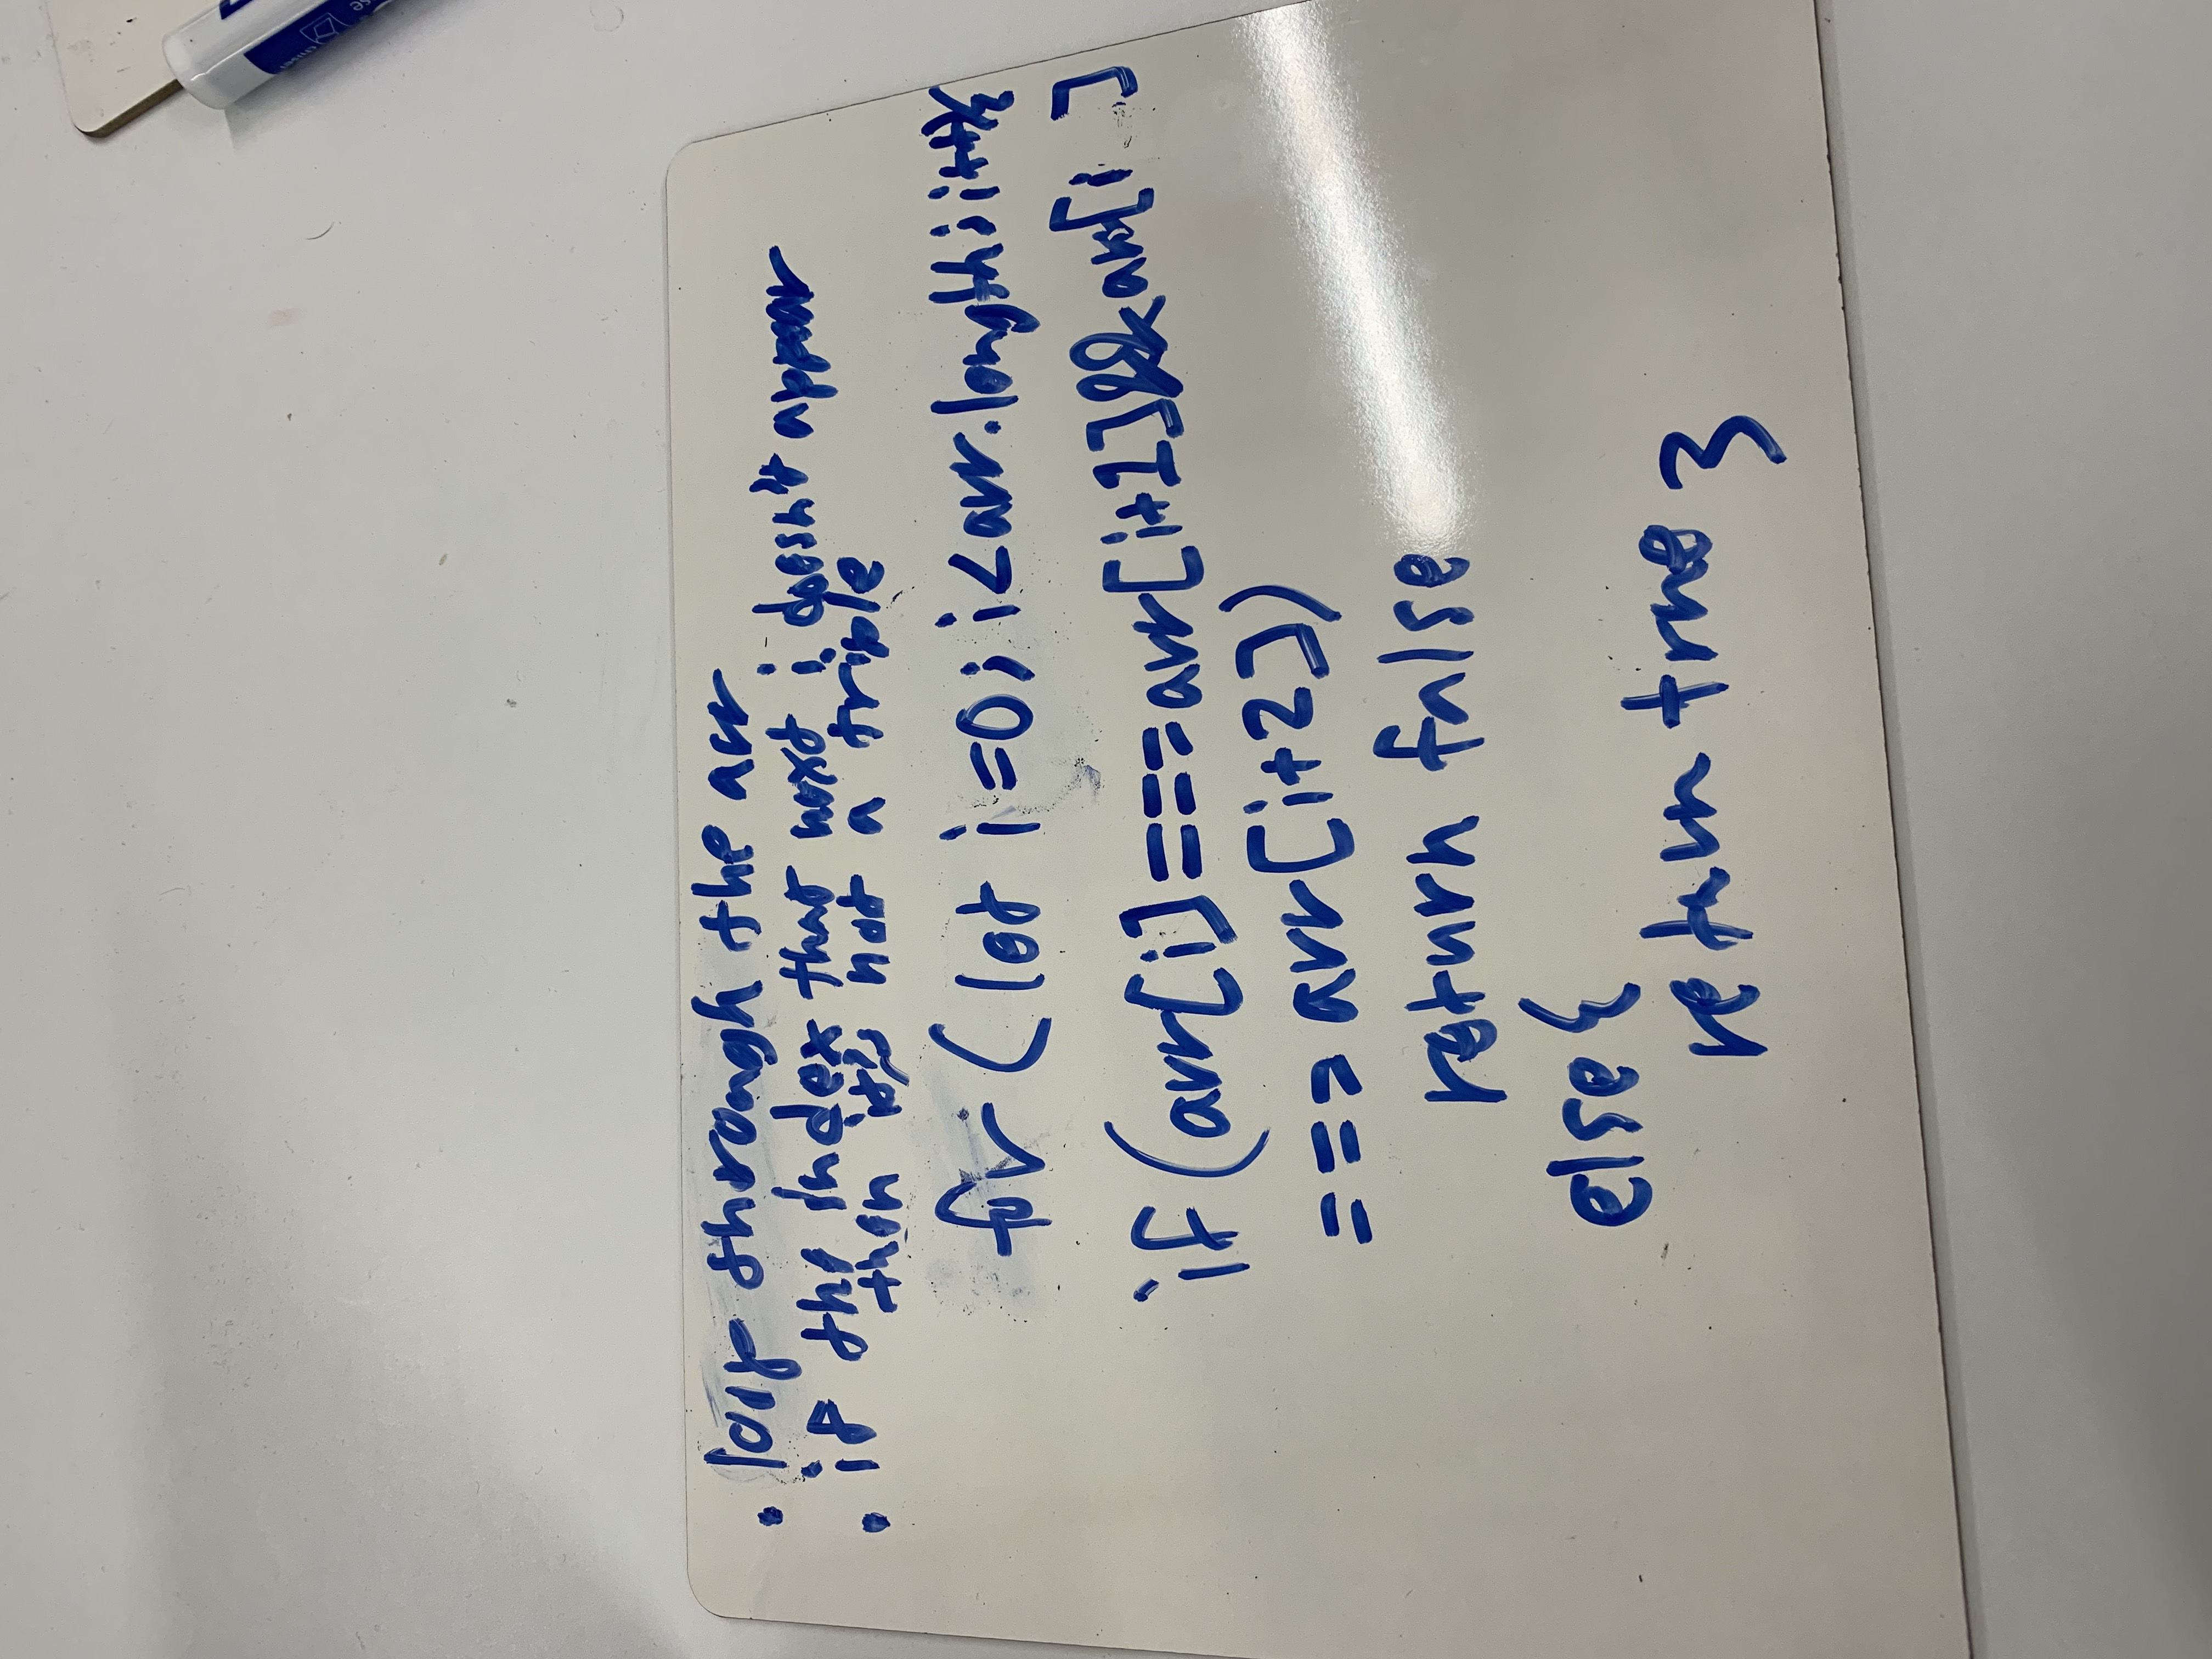 . loop through the arr
. if the index that next i doesn't appear
then it's not a triple
for (let i=0; i<arr.length; i++){
if (arr[i]===arr[i+1]&&arr[i ]
===arr[i+2])
return false
else{
return true }